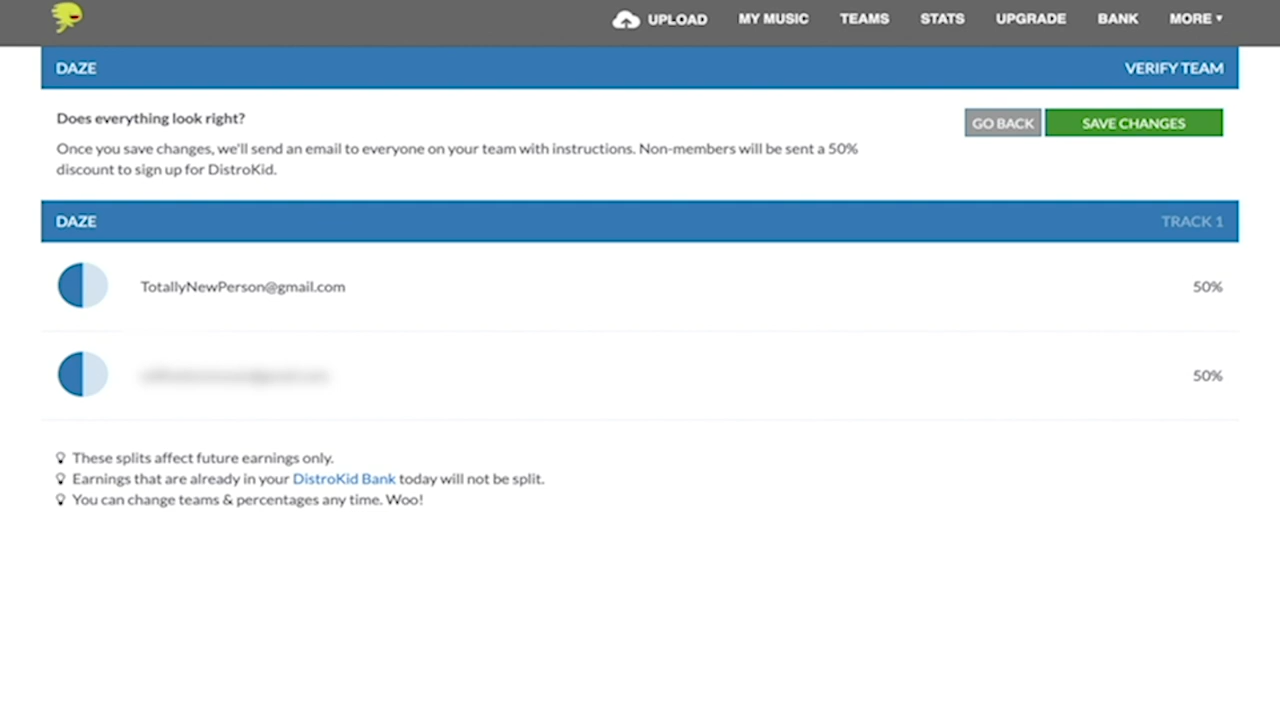 UPLOAD MY MUSIC TEAMS STATS UPGRADE BANK MORE ▾
DAZE VERIFY TEAM
Does everything look right?
GO BACK SAVE CHANGES
Once you save changes, we'll send an email to everyone on your team with instructions. Non-members will be sent a 50%
discount to sign up for DistroKid.
DAZE TRACK 1
TotallyNewPerson@gmail.com 50%
50%
These splits affect future earnings only.
Earnings that are already in your DistroKid Bank today will not be split.
You can change teams & percentages any time. Woo!